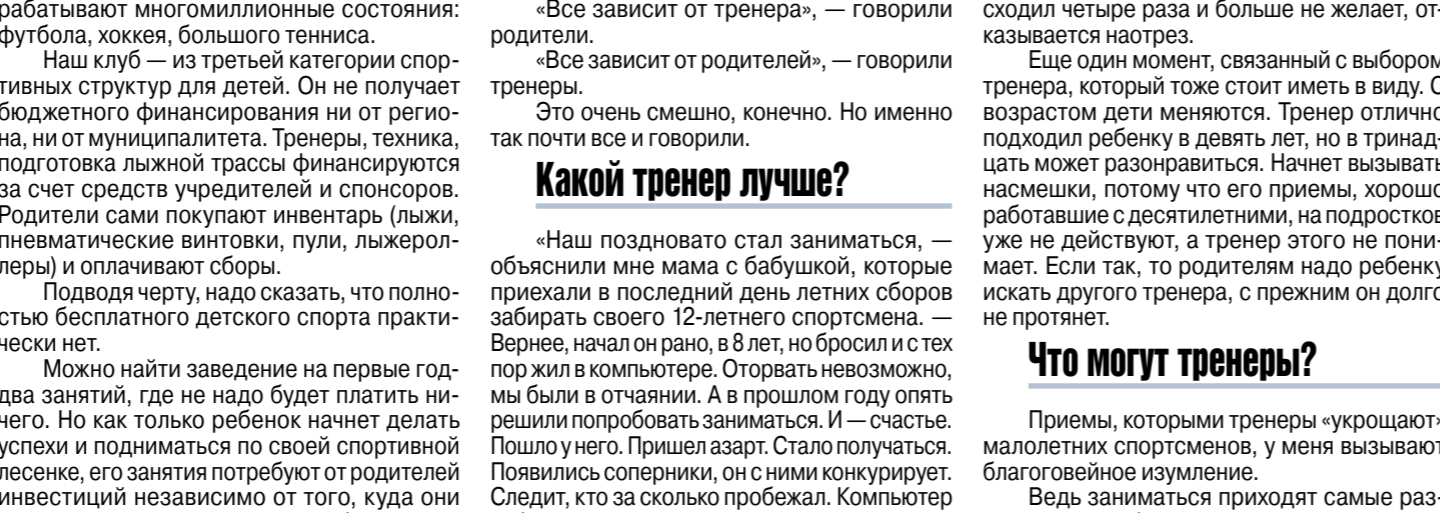 рабатывают многомиллионные состояния:
футбола, хоккея, большого тенниса.
Наш клуб — из третьей категории спор-
тивных структур для детей. Он не получает
бюджетного финансирования ни от регио-
на, ни от муниципалитета. Тренеры, техника,
подготовка лыжной трассы финансируются
за счет средств учредителей и спонсоров.
Родители сами покупают инвентарь (лыжи,
пневматические винтовки, пули, лыжерол-
леры) и оплачивают сборы.
Подводя черту, надо сказать, что полно-
стью бесплатного детского спорта практи-
чески нет.
Можно найти заведение на первые год-
два занятий, где не надо будет платить ни-
чего. Но как только ребенок начнет делать
успехи и подниматься по своей спортивной
лесенке, его занятия потребуют от родителей
инвестиций независимо от того, куда они
«Все зависит от тренера», — говорили
родители.
«Все зависит от родителей», — говорили
тренеры.
Это очень смешно, конечно. Но именно
так почти все и говорили.
Какой тренер лучше?
«Наш поздновато стал заниматься, —
объяснили мне мама с бабушкой, которые
приехали в последний день летних сборов
забирать своего 12-летнего спортсмена. —
Вернее, начал он рано, в 8 лет, но бросил и с тех
пор жил в компьютере. Оторвать невозможно,
мы были в отчаянии. А в прошлом году опять
решили попробовать заниматься. И — счастье.
Пошло у него. Пришел азарт. Стало получаться.
Появились соперники, он с ними конкурирует.
Следит, кто за сколько пробежал. Компьютер
сходил четыре раза и больше не желает, от-
казывается наотрез.
Еще один момент, связанный с выбором
тренера, который тоже стоит иметь в виду. С
возрастом дети меняются. Тренер отлично
подходил ребенку в девять лет, но в тринад-
цать может разонравиться. Начнет вызывать
насмешки, потому что его приемы, хорошо
работавшие с десятилетними, на подростков
уже не действуют, а тренер этого не пони-
мает. Если так, то родителям надо ребенку
искать другого тренера, с прежним он долго
не протянет.
Что могут тренеры?
Приемы, которыми тренеры «укрощают»
малолетних спортсменов, у меня вызывают
благоговейное изумление.
Ведь заниматься приходят самые раз-